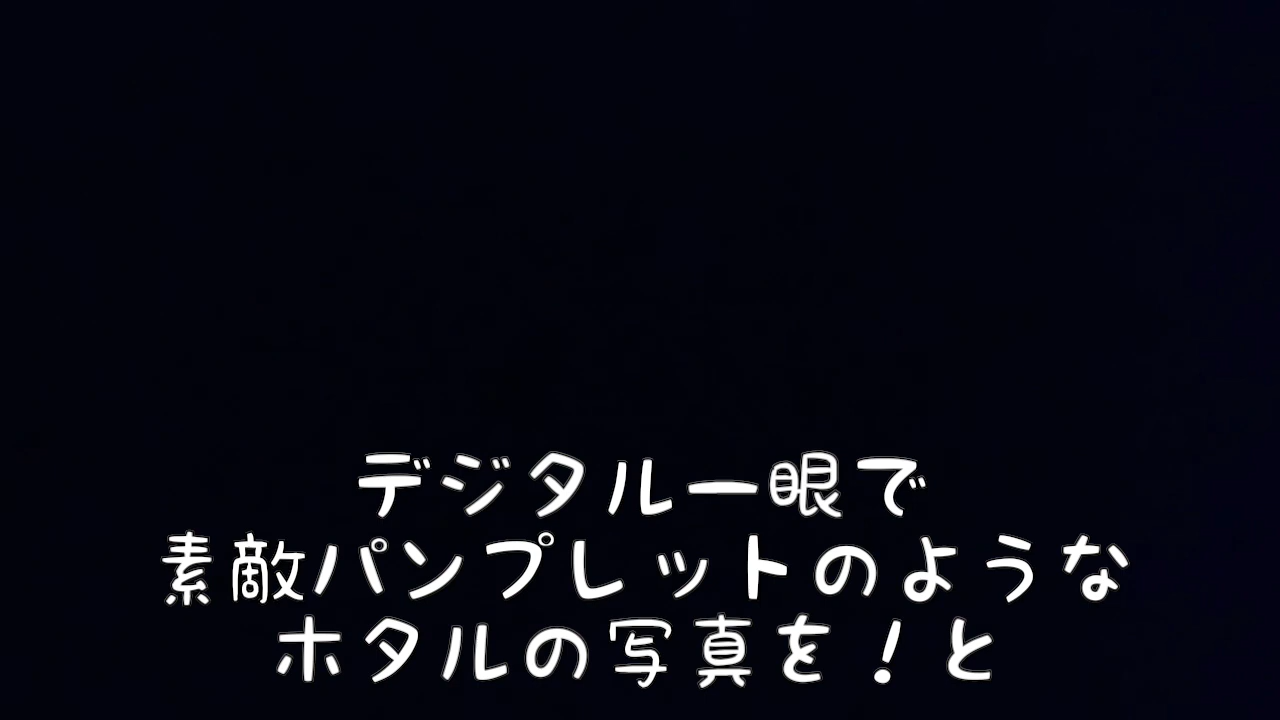 デジタル一眼で
素敵パンプレットのような
ホタルの写真を！と